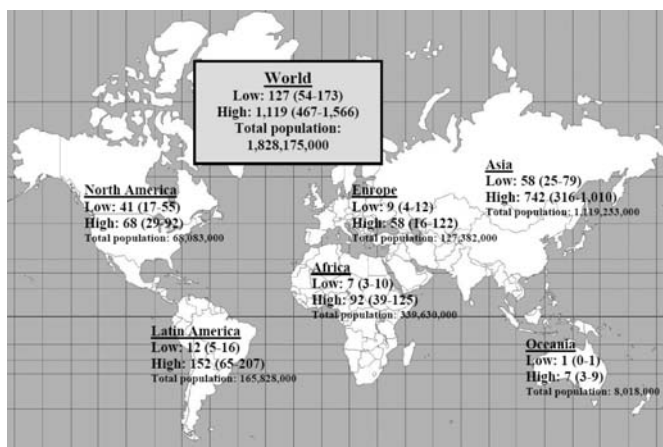 World
Low: 127 (54-173)
High: 1,119 (467-1,566)
Total population:
1,828,175,000
North America
Low: 41 (17-55)
High: 68 (29-92)
Total population: 68,083,000
Europe
Low: 9 (4-12)
High: 58 (16-122)
Total population: 127,382,000
Asia
Low: 58 (25-79)
High: 742 (316-1,010)
Total population: 1,119,233,000
Africa
Low: 7 (3-10)
High: 92 (39-125)
Total population: 339,630,000
Latin America
Low: 12 (5-16)
High: 152 (65-207)
Total population: 165,828,000
Oceania
Low: 1 (0-1)
High: 7 (3-9)
Total population: 8,018,000